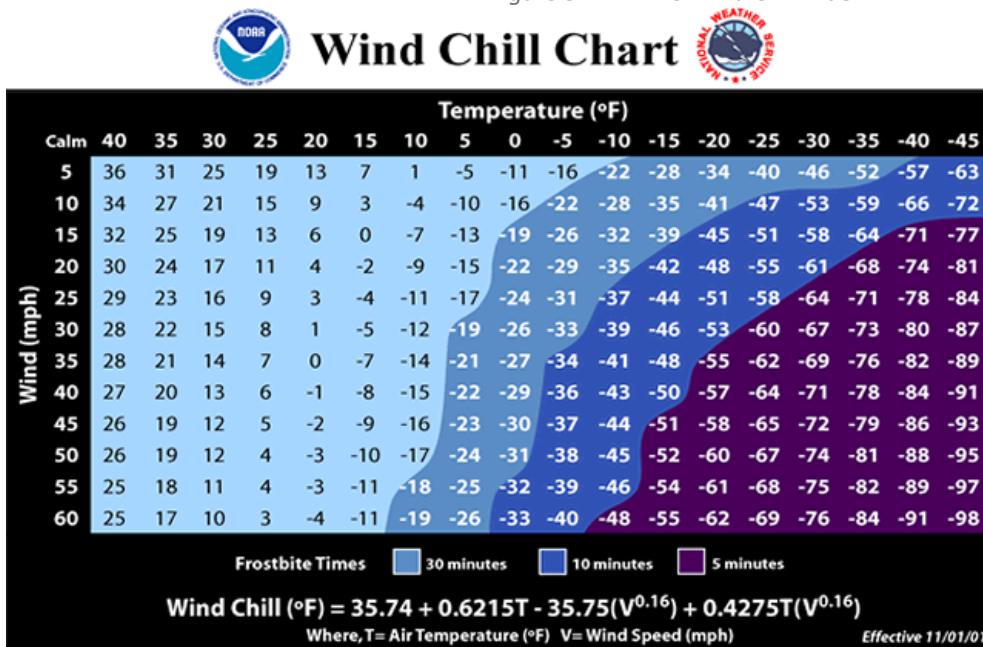 NOAA
Wind Chill Chart
NATIONAL WEATHER SERVICE
Temperature (ºF)
Calm 40 35 30 25 20 15 10 5 0 -5 -10 -15 -20 -25 -30 -35 -40 -45
Wind (mph)
5 36 31 25 19 13 7 1 -5 -11 -16 -22 -28 -34 -40 -46 -52 -57 -63
10 34 27 21 15 9 3 -4 -10 -16 -22 -28 -35 -41 -47 -53 -59 -66 -72
15 32 25 19 13 6 0 -7 -13 -19 -26 -32 -39 -45 -51 -58 -64 -71 -77
20 30 24 17 11 4 -2 -9 -15 -22 -29 -35 -42 -48 -55 -61 -68 -74 -81
25 29 23 16 9 3 -4 -11 -17 -24 -31 -37 -44 -51 -58 -64 -71 -78 -84
30 28 22 15 8 1 -5 -12 -19 -26 -33 -39 -46 -53 -60 -67 -73 -80 -87
35 28 21 14 7 0 -7 -14 -21 -27 -34 -41 -48 -55 -62 -69 -76 -82 -89
40 27 20 13 6 -1 -8 -15 -22 -29 -36 -43 -50 -57 -64 -71 -78 -84 -91
45 26 19 12 5 -2 -9 -16 -23 -30 -37 -44 -51 -58 -65 -72 -79 -86 -93
50 26 19 12 4 -3 -10 -17 -24 -31 -38 -45 -52 -60 -67 -74 -81 -88 -95
55 25 18 11 4 -3 -11 -18 -25 -32 -39 -46 -54 -61 -68 -75 -82 -89 -97
60 25 17 10 3 -4 -11 -19 -26 -33 -40 -48 -55 -62 -69 -76 -84 -91 -98
Frostbite Times 30 minutes 10 minutes 5 minutes
Wind Chill (ºF) = 35.74 + 0.6215T - 35.75(V^0.16) + 0.4275T(V^0.16)
Where, T= Air Temperature (ºF) V= Wind Speed (mph)
Effective 11/01/01